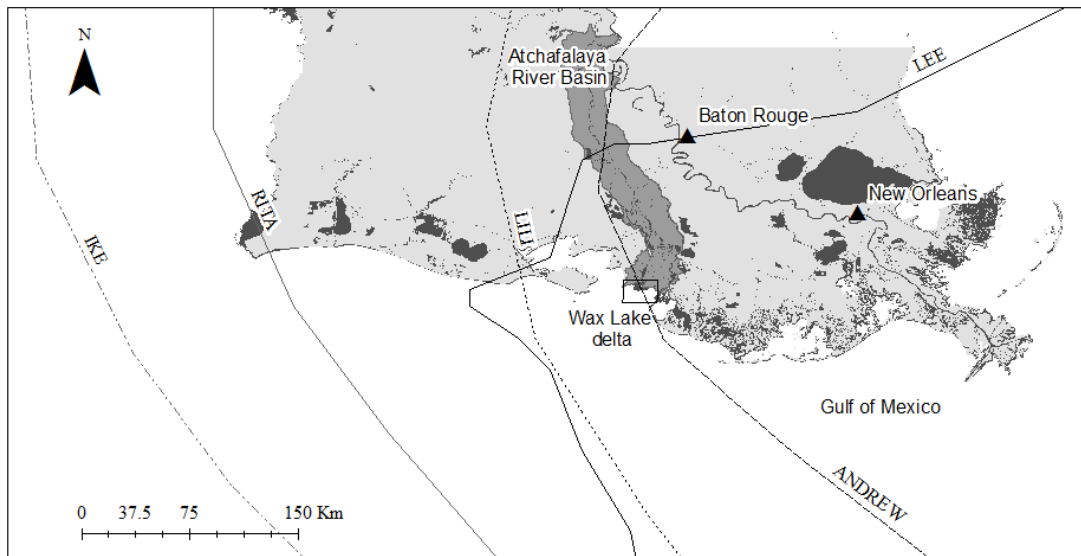 N
Atchafalaya
River Basin
LEE
Baton Rouge
New Orleans
RITA
LILI
IKE
Wax Lake
delta
Gulf of Mexico
ANDREW
0 37.5 75 150 Km